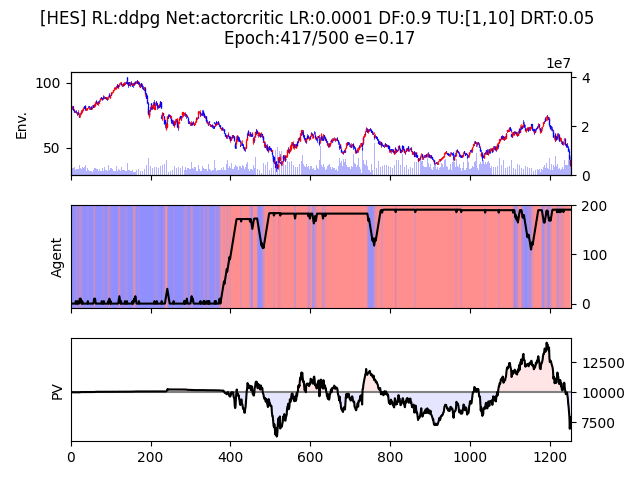 [HES] RL:ddpg Net:actorcritic LR:0.0001 DF:0.9 TU:[1,10] DRT:0.05
Epoch:417/500 e=0.17
1e7
100
50
Env.
4
2
0
Agent
200
100
0
PV
12500
10000
7500
0 200 400 600 800 1000 1200